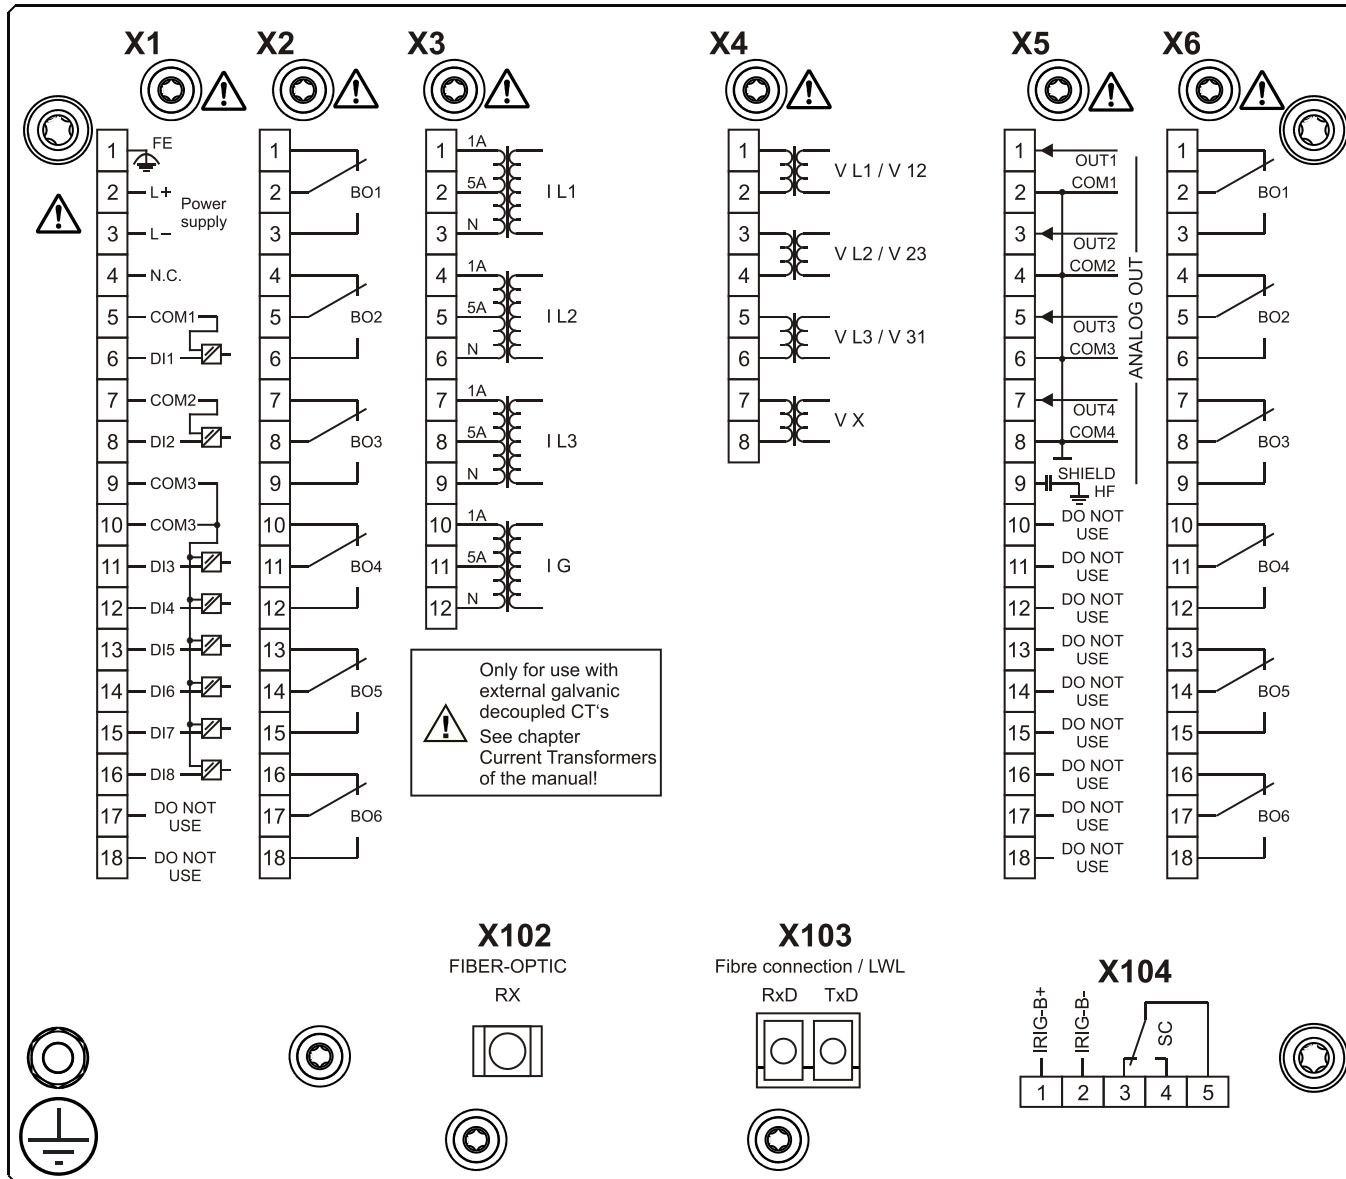 X1
X2
X3
X4
X5
X6
1 FE
2 L+
Power
supply
3 L–
4 N.C.
5 COM1
6 DI1
7 COM2
8 DI2
9 COM3
10 COM3
11 DI3
12 DI4
13 DI5
14 DI6
15 DI7
16 DI8
17 DO NOT
USE
18 DO NOT
USE
1
2 BO1
3
4
5 BO2
6
7
8 BO3
9
10
11 BO4
12
13
14 BO5
15
16
17 BO6
18
1 1A
2 5A I L1
3 N
4 1A
5 5A I L2
6 N
7 1A
8 5A I L3
9 N
10 1A
11 5A I G
12 N
Only for use with
external galvanic
decoupled CT‘s
See chapter
Current Transformers
of the manual!
1
V L1 / V 12
2
3
V L2 / V 23
4
5
V L3 / V 31
6
7
V X
8
1 OUT1
2 COM1
3 OUT2
4 COM2
5 OUT3
6 COM3
7 OUT4
8 COM4
ANALOG OUT
9 SHIELD
HF
10 DO NOT
USE
11 DO NOT
USE
12 DO NOT
USE
13 DO NOT
USE
14 DO NOT
USE
15 DO NOT
USE
16 DO NOT
USE
17 DO NOT
USE
18 DO NOT
USE
1
2 BO1
3
4
5 BO2
6
7
8 BO3
9
10
11 BO4
12
13
14 BO5
15
16
17 BO6
18
X102
FIBER-OPTIC
RX
X103
Fibre connection / LWL
RxD TxD
X104
IRIG-B+
IRIG-B-
SC
1 2 3 4 5